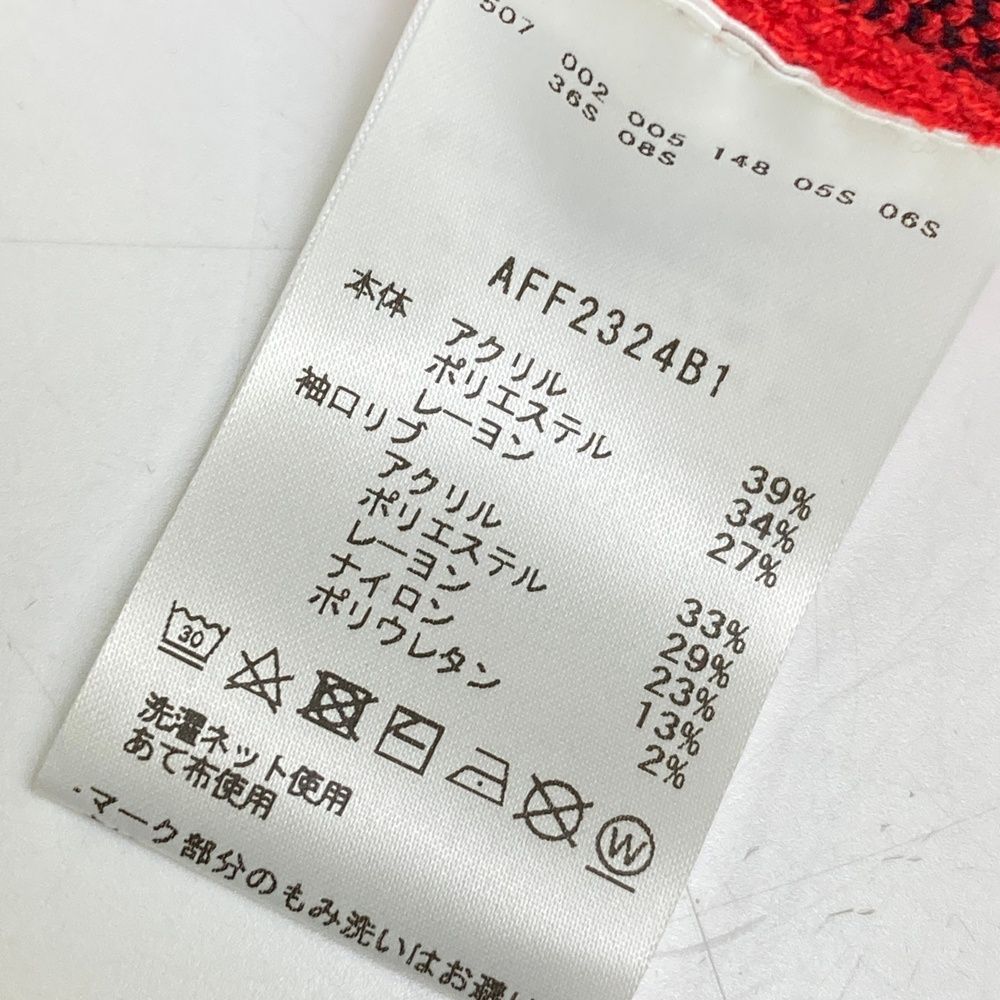 507
002 005 148 05S 06S
36S 08S
AFF2324B1
本体
アクリル 39%
ポリエステル 34%
レーヨン 27%
袖口リブ
アクリル 33%
ポリエステル 29%
レーヨン 23%
ナイロン 13%
ポリウレタン 2%
30
W
洗濯ネット使用
あて布使用
・マーク部分のもみ洗いはお避